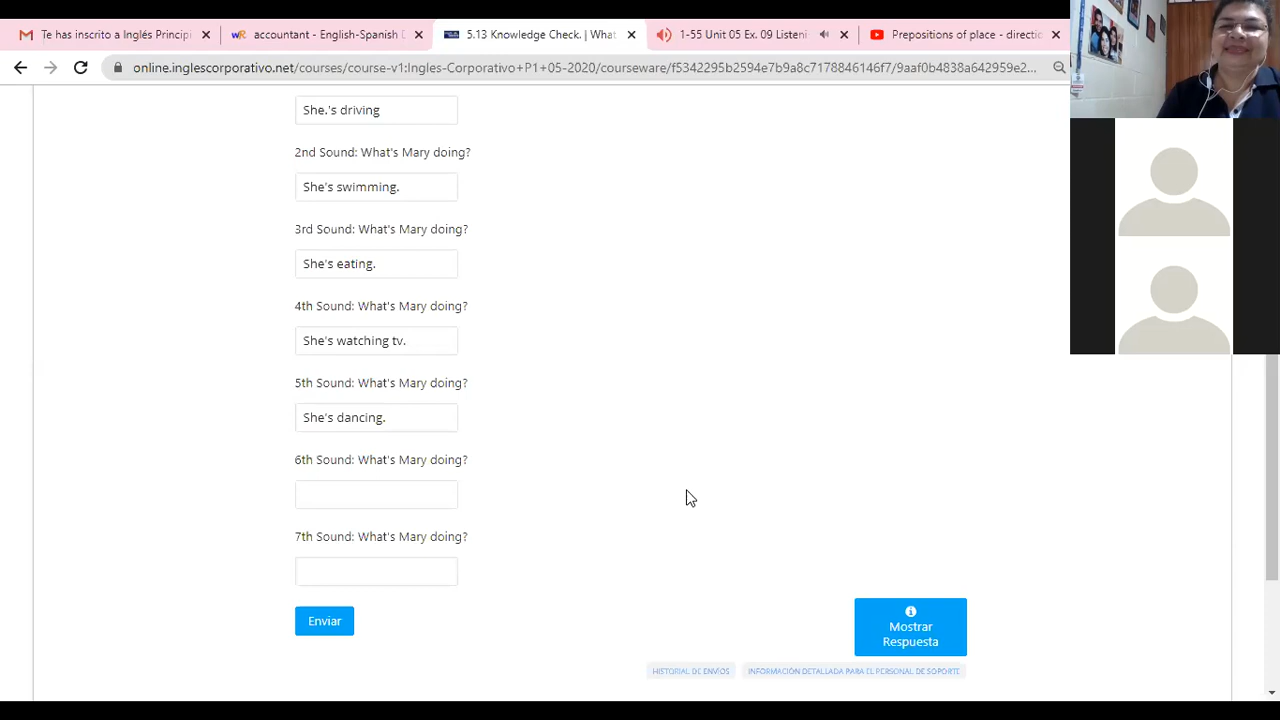 Te has inscrito a Inglés Principi
accountant - English-Spanish D
5.13 Knowledge Check. | What
1-55 Unit 05 Ex. 09 Listeni
Prepositions of place - directio
online.inglescorporativo.net/courses/course-v1:Ingles-Corporativo+P1+05-2020/courseware/f5342295b2594e7b9a8c7178846146f7/9aaf0b4838a642959e2...
She.'s driving
2nd Sound: What's Mary doing?
She's swimming.
3rd Sound: What's Mary doing?
She's eating.
4th Sound: What's Mary doing?
She's watching tv.
5th Sound: What's Mary doing?
She's dancing.
6th Sound: What's Mary doing?
7th Sound: What's Mary doing?
Enviar
Mostrar
Respuesta
HISTORIAL DE ENVÍOS
INFORMACIÓN DETALLADA PARA EL PERSONAL DE SOPORTE